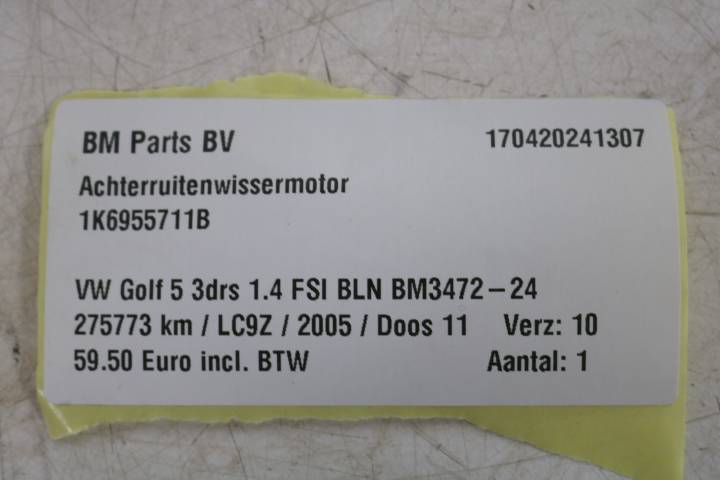 BM Parts BV 170420241307
Achterruitenwissermotor
1K6955711B
VW Golf 5 3drs 1.4 FSI BLN BM3472-24
275773 km / LC9Z / 2005 / Doos 11 Verz: 10
59.50 Euro incl. BTW Aantal: 1